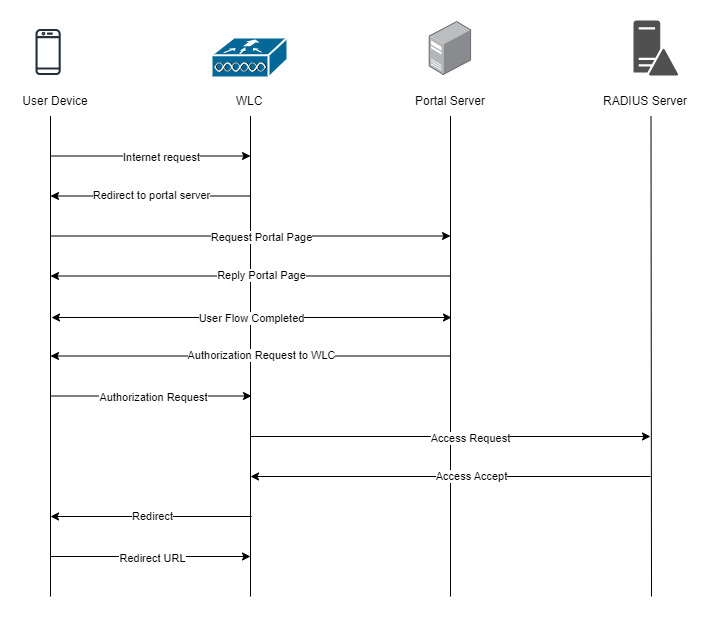 User Device
WLC
Portal Server
RADIUS Server
Internet request
Redirect to portal server
Request Portal Page
Reply Portal Page
User Flow Completed
Authorization Request to WLC
Authorization Request
Access Request
Access Accept
Redirect
Redirect URL